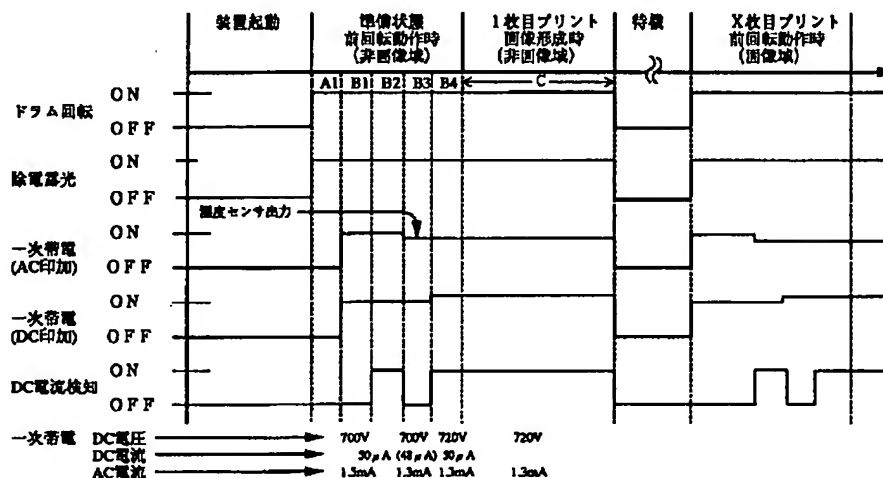 装置起動 準備状態 1枚目プリント 待機 X枚目プリント
前回転動作時 画像形成時 前回転動作時
(非画像域) (非画像域) (画像域)
A1 B1 B2 B3 B4 C
ドラム回転 ON
OFF
除電露光 ON
OFF
温度センサ出力
一次帯電 ON
(AC印加) OFF
一次帯電 ON
(DC印加) OFF
DC電流検知 ON
OFF
一次帯電 DC電圧 700V 700V 720V 720V
DC電流 50μA (48μA) 50μA
AC電流 1.5mA 1.3mA 1.3mA 1.3mA